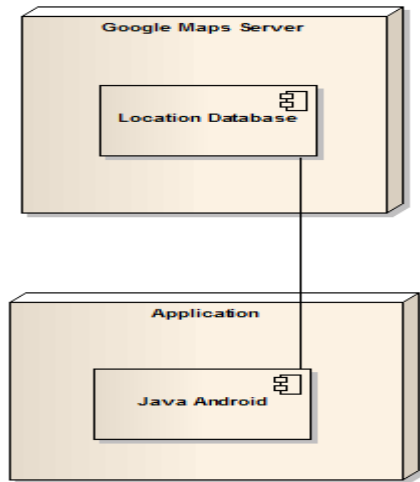 Google Maps Server
Location Database
Application
Java Android